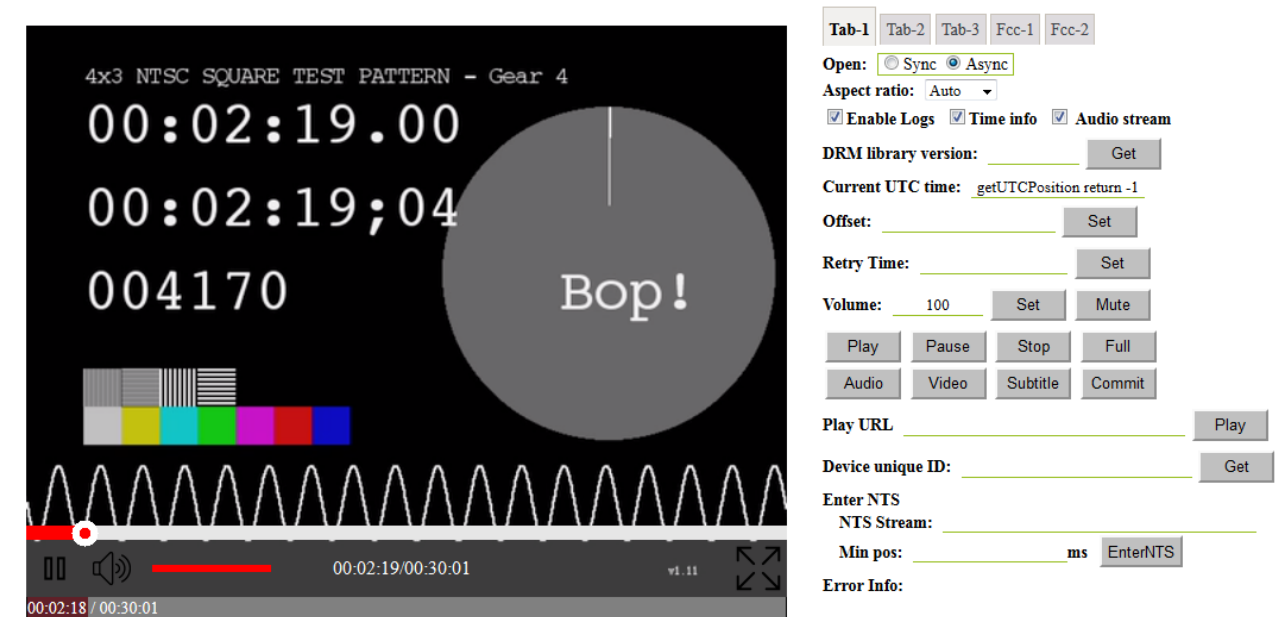 4x3 NTSC SQUARE TEST PATTERN - Gear 4
00:02:19.00
00:02:19;04
004170
Bop!
00:02:19/00:30:01
v1.11
00:02:18 / 00:30:01
Tab-1 Tab-2 Tab-3 Fcc-1 Fcc-2
Open: Sync Async
Aspect ratio: Auto
Enable Logs Time info Audio stream
DRM library version: Get
Current UTC time: getUTCPosition return -1
Offset: Set
Retry Time: Set
Volume: 100 Set Mute
Play Pause Stop Full
Audio Video Subtitle Commit
Play URL Play
Device unique ID: Get
Enter NTS
NTS Stream:
Min pos: ms EnterNTS
Error Info: